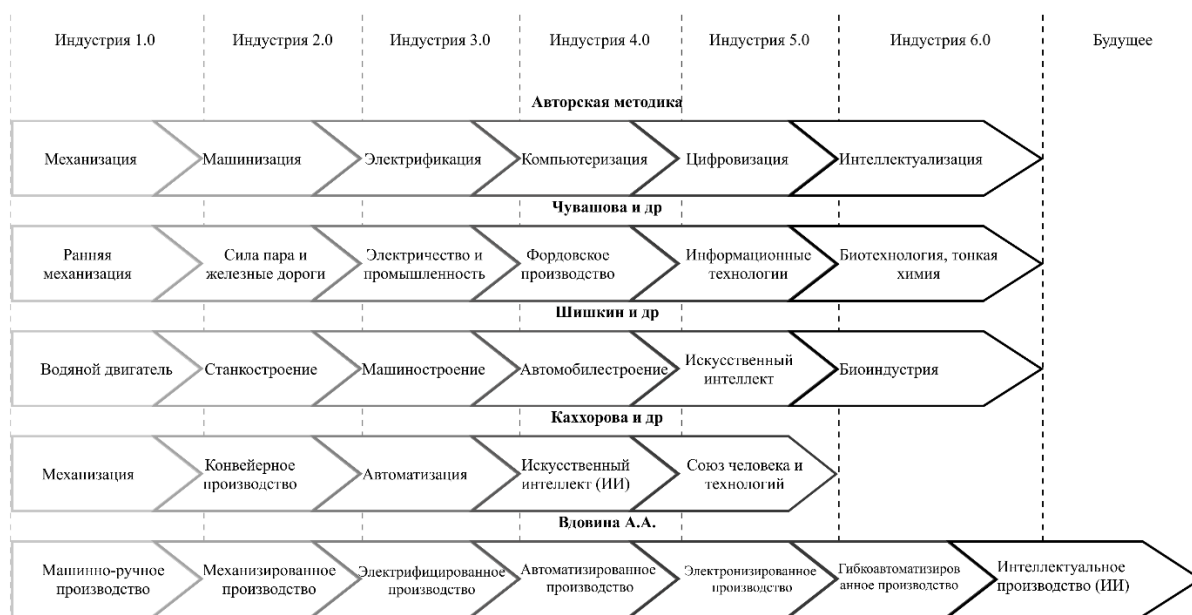 Индустрия 1.0 Индустрия 2.0 Индустрия 3.0 Индустрия 4.0 Индустрия 5.0 Индустрия 6.0 Будущее
Авторская методика
Механизация Машинизация Электрификация Компьютеризация Цифровизация Интеллектуализация
Чувашова и др
Ранняя
механизация
Сила пара и
железные дороги
Электричество и
промышленность
Фордовское
производство
Информационные
технологии
Биотехнология, тонкая
химия
Шишкин и др
Водяной двигатель
Станкостроение
Машиностроение
Автомобилестроение
Искусственный
интеллект
Биоиндустрия
Каххорова и др
Механизация
Конвейерное
производство
Автоматизация
Искусственный
интеллект (ИИ)
Союз человека и
технологий
Вдовина А.А.
Машинно-ручное
производство
Механизированное
производство
Электрифицированное
производство
Автоматизированное
производство
Электронизированное
производство
Гибкоавтоматизиров
анное производство
Интеллектуальное
производство (ИИ)